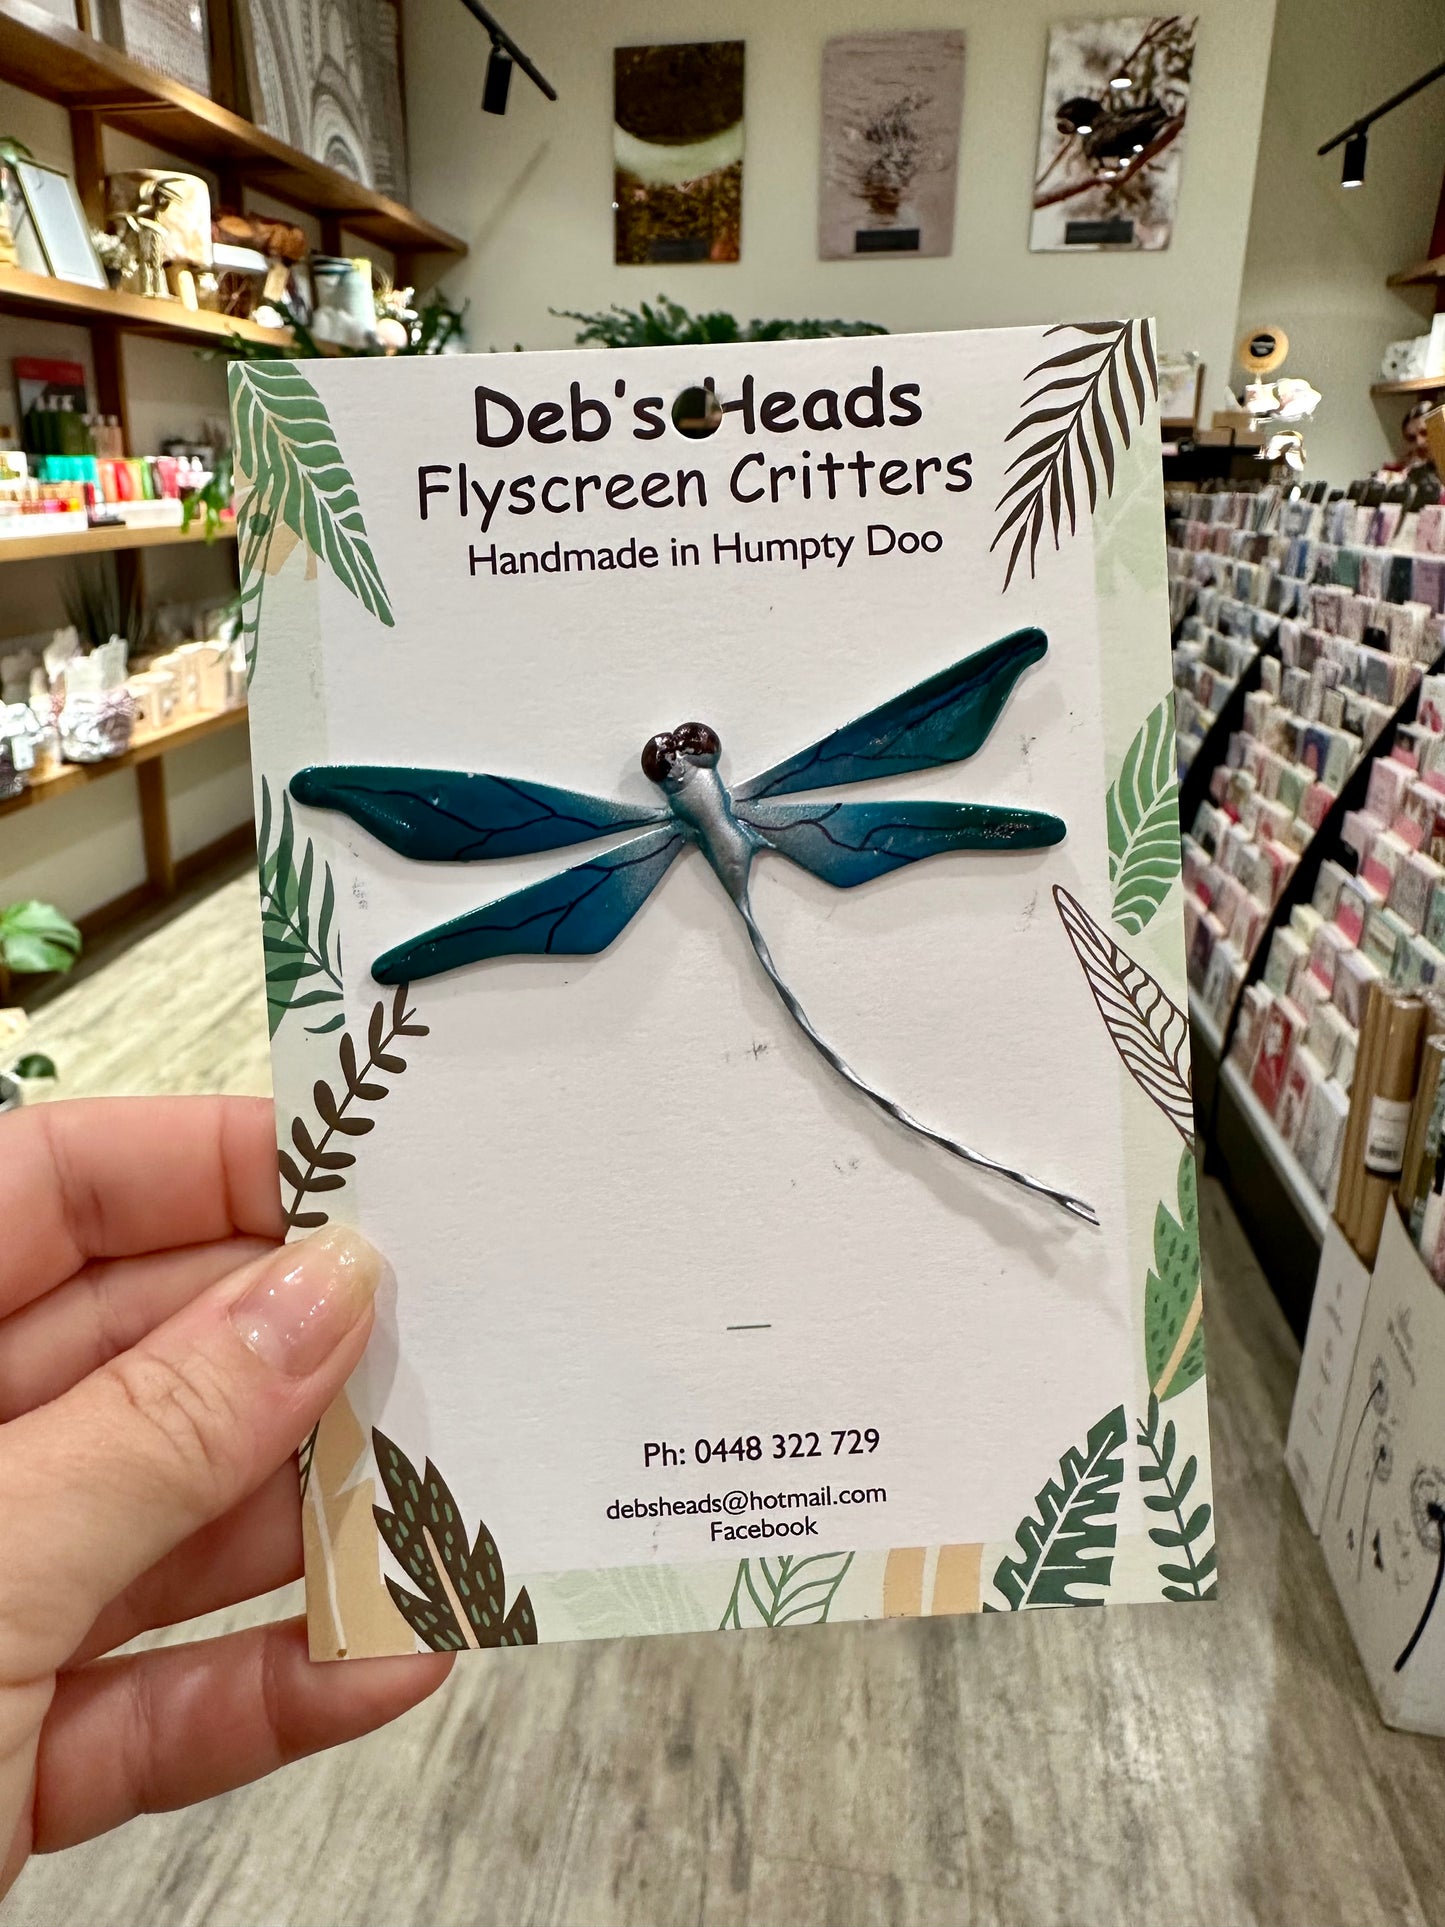 Deb's Heads
Flyscreen Critters
Handmade in Humpty Doo
Ph: 0448 322 729
debsheads@hotmail.com
Facebook